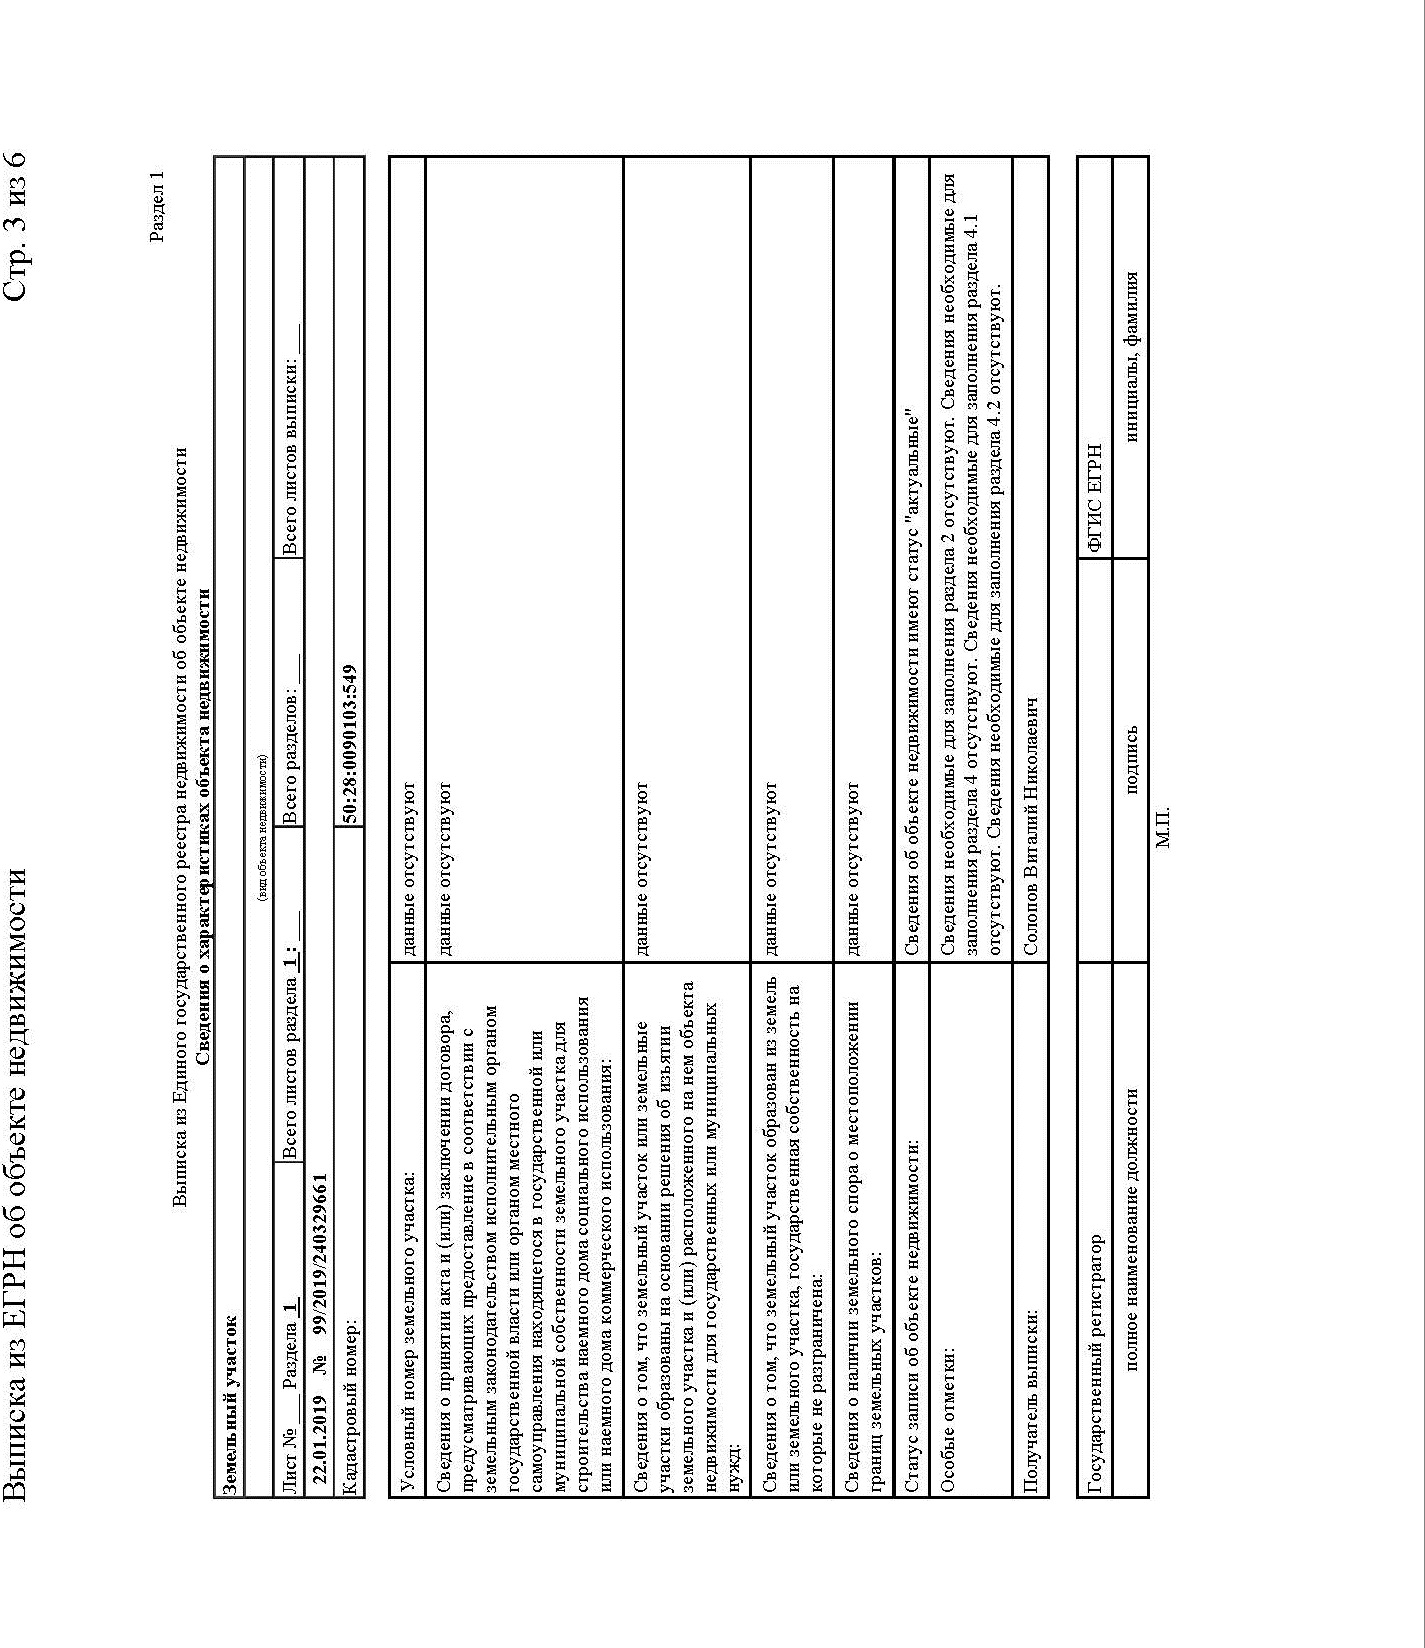 Выписка из ЕГРН об объекте недвижимости
Стр. 3 из 6
Раздел 1
Выписка из Единого государственного реестра недвижимости об объекте недвижимости
Сведения о характеристиках объекта недвижимости
Земельный участок
(вид объекта недвижимости)
Лист № ___ Раздела 1
Всего листов раздела 1 : ___
Всего разделов: ___
Всего листов выписки: ___
22.01.2019 № 99/2019/240329661
Кадастровый номер:
50:28:0090103:549
Условный номер земельного участка:
данные отсутствуют
Сведения о принятии акта и (или) заключении договора,
предусматривающих предоставление в соответствии с
земельным законодательством исполнительным органом
государственной власти или органом местного
самоуправления находящегося в государственной или
муниципальной собственности земельного участка для
строительства наемного дома социального использования
или наемного дома коммерческого использования:
данные отсутствуют
Сведения о том, что земельный участок или земельные
участки образованы на основании решения об изъятии
земельного участка и (или) расположенного на нем объекта
недвижимости для государственных или муниципальных
нужд:
данные отсутствуют
Сведения о том, что земельный участок образован из земель
или земельного участка, государственная собственность на
которые не разграничена:
данные отсутствуют
Сведения о наличии земельного спора о местоположении
границ земельных участков:
данные отсутствуют
Статус записи об объекте недвижимости:
Сведения об объекте недвижимости имеют статус "актуальные"
Особые отметки:
Сведения необходимые для заполнения раздела 2 отсутствуют. Сведения необходимые для
заполнения раздела 4 отсутствуют. Сведения необходимые для заполнения раздела 4.1
отсутствуют. Сведения необходимые для заполнения раздела 4.2 отсутствуют.
Получатель выписки:
Солопов Виталий Николаевич
Государственный регистратор
ФГИС ЕГРН
полное наименование должности
подпись
инициалы, фамилия
М.П.